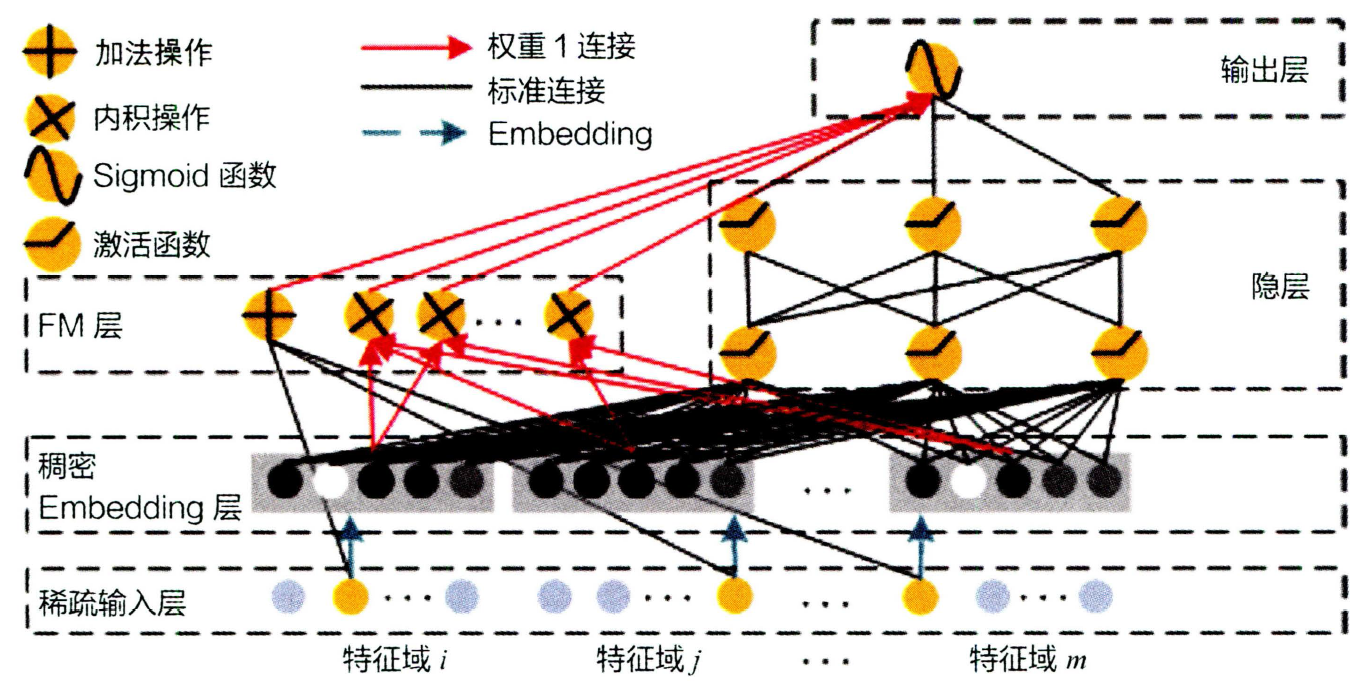 加法操作
内积操作
Sigmoid 函数
激活函数
权重 1 连接
标准连接
Embedding
输出层
隐层
FM 层
...
稠密
Embedding 层
...
稀疏输入层
... ... ... ...
特征域 i 特征域 j ... 特征域 m